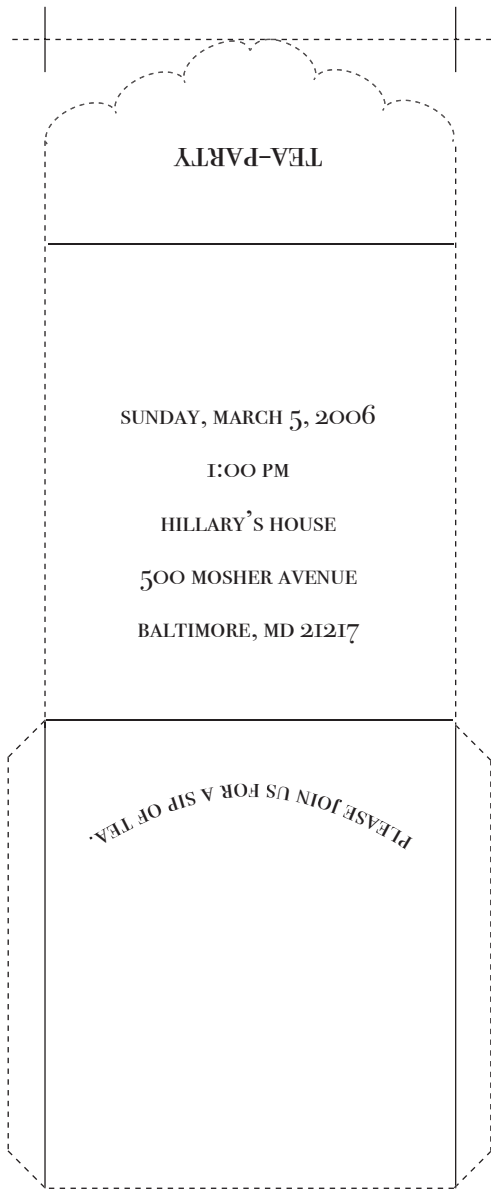 TEA-PARTY
SUNDAY, MARCH 5, 2006
1:00 PM
HILLARY'S HOUSE
500 MOSHER AVENUE
BALTIMORE, MD 21217
PLEASE JOIN US FOR A SIP OF TEA.